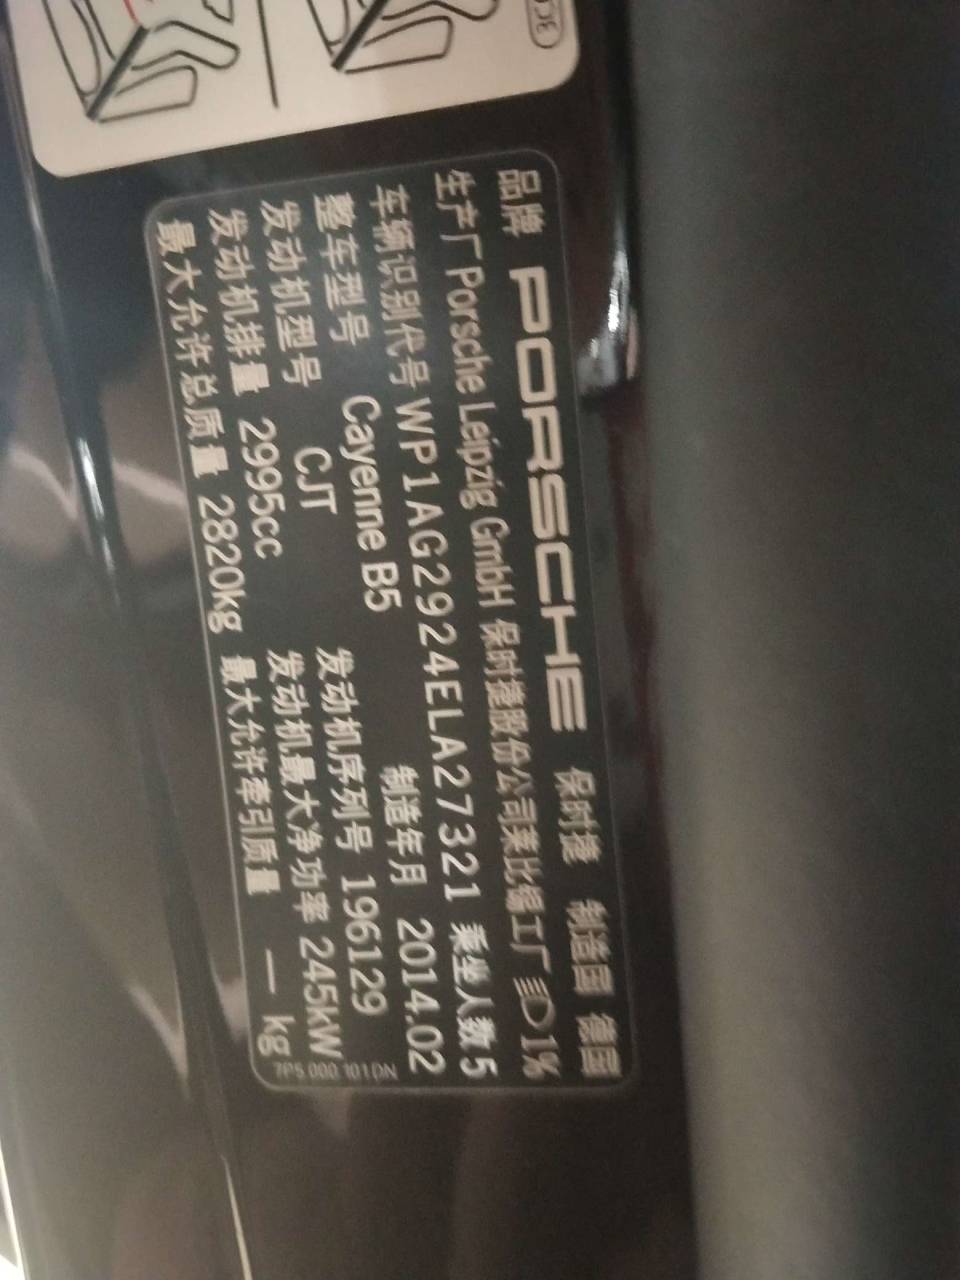 品牌 PORSCHE 保时捷 制造国 德国
生产厂 Porsche Leipzig GmbH 保时捷股份公司莱比锡工厂 1%
车辆识别代号 WP1AG2924ELA27321 乘坐人数 5
整车型号 Cayenne B5 制造年月 2014.02
发动机型号 CJT 发动机序列号 196129
发动机排量 2995cc 发动机最大净功率 245kW
最大允许总质量 2820kg 最大允许牵引质量 — kg
7P5 000 101 DN